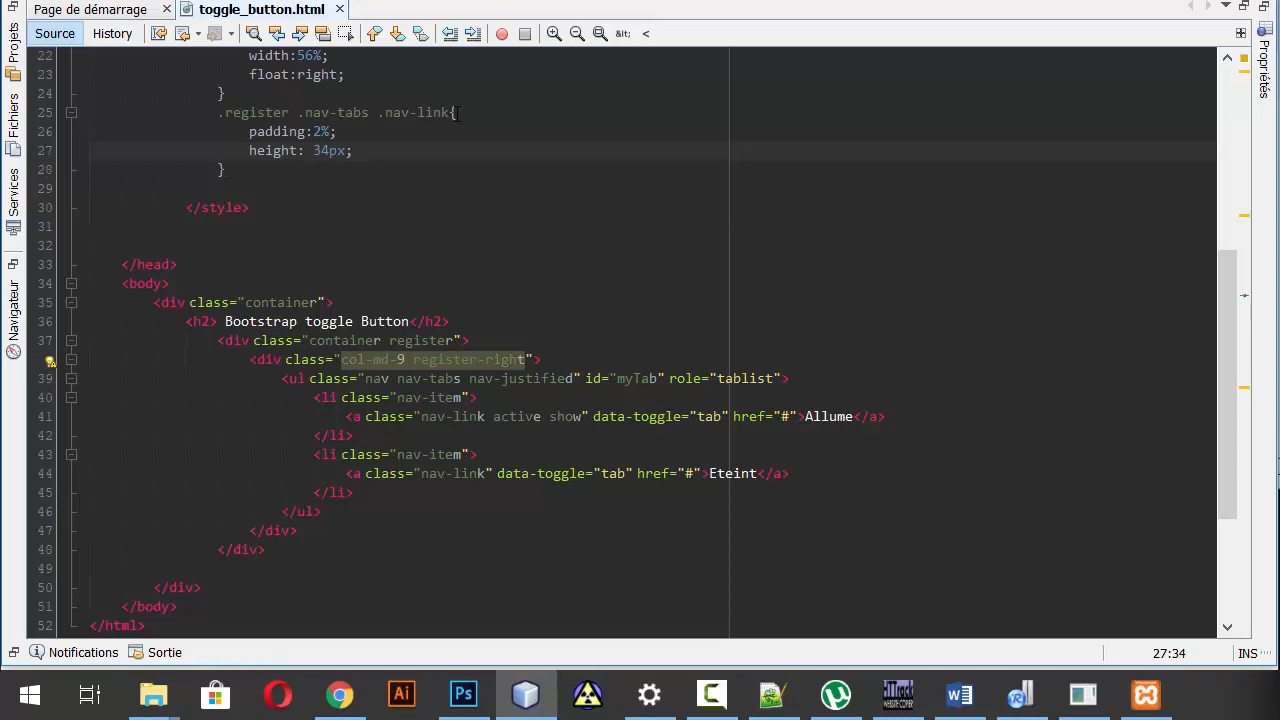 Page de démarrage × toggle_button.html ×
Source History &lt; <
Projets
Fichiers
Services
Navigateur
Propriétés
22 width:56%;
23 float:right;
24 }
25 .register .nav-tabs .nav-link{
26 padding:2%;
27 height: 34px;
28 }
29
30 </style>
31
32
33 </head>
34 <body>
35 <div class="container">
36 <h2> Bootstrap toggle Button</h2>
37 <div class="container register">
<div class="col-md-9 register-right">
39 <ul class="nav nav-tabs nav-justified" id="myTab" role="tablist">
40 <li class="nav-item">
41 <a class="nav-link active show" data-toggle="tab" href="#">Allume</a>
42 </li>
43 <li class="nav-item">
44 <a class="nav-link" data-toggle="tab" href="#">Eteint</a>
45 </li>
46 </ul>
47 </div>
48 </div>
50 </div>
51 </body>
52 </html>
Notifications Sortie
27:34 INS
Ai Ps C W